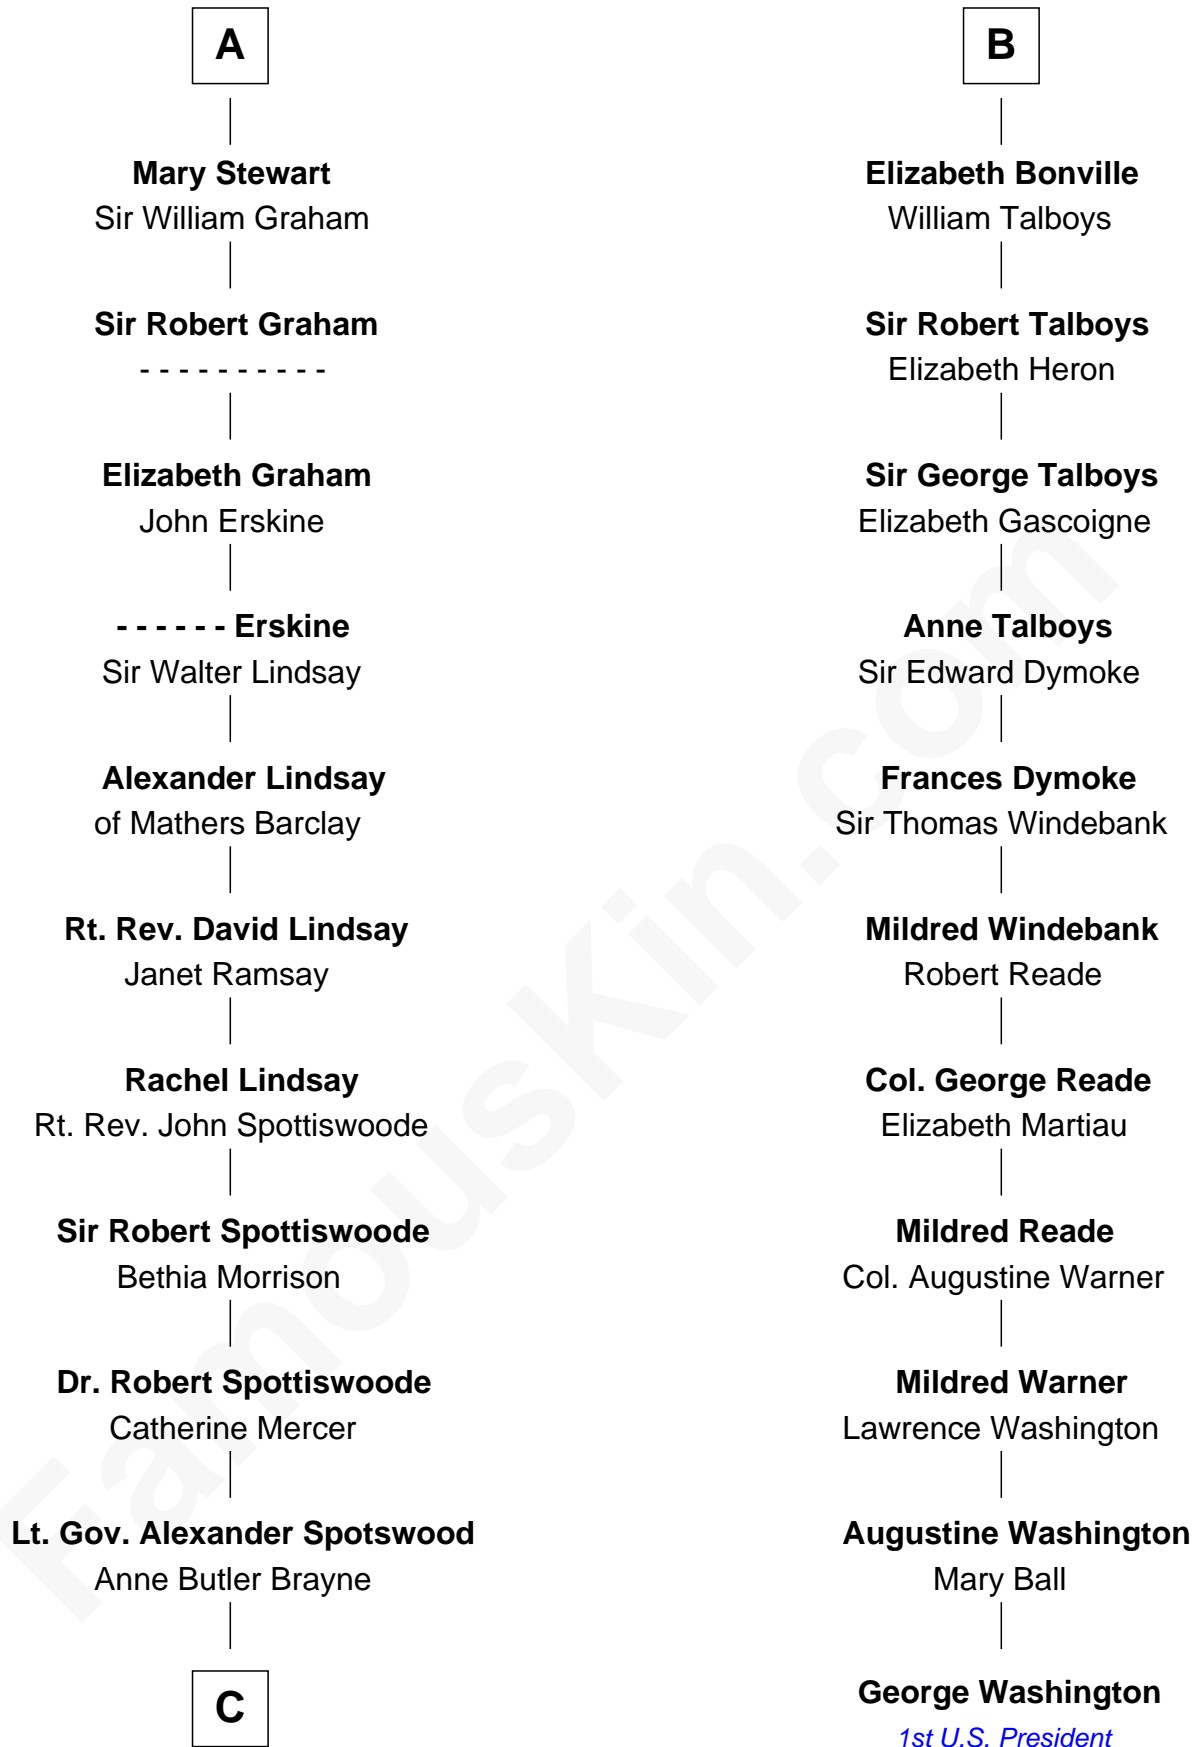 A
Mary Stewart
Sir William Graham
Sir Robert Graham
- - - - - - - - - -
Elizabeth Graham
John Erskine
- - - - - - Erskine
Sir Walter Lindsay
Alexander Lindsay
of Mathers Barclay
Rt. Rev. David Lindsay
Janet Ramsay
Rachel Lindsay
Rt. Rev. John Spottiswoode
Sir Robert Spottiswoode
Bethia Morrison
Dr. Robert Spottiswoode
Catherine Mercer
Lt. Gov. Alexander Spotswood
Anne Butler Brayne
C
B
Elizabeth Bonville
William Talboys
Sir Robert Talboys
Elizabeth Heron
Sir George Talboys
Elizabeth Gascoigne
Anne Talboys
Sir Edward Dymoke
Frances Dymoke
Sir Thomas Windebank
Mildred Windebank
Robert Reade
Col. George Reade
Elizabeth Martiau
Mildred Reade
Col. Augustine Warner
Mildred Warner
Lawrence Washington
Augustine Washington
Mary Ball
George Washington
1st U.S. President
FamousKin.com